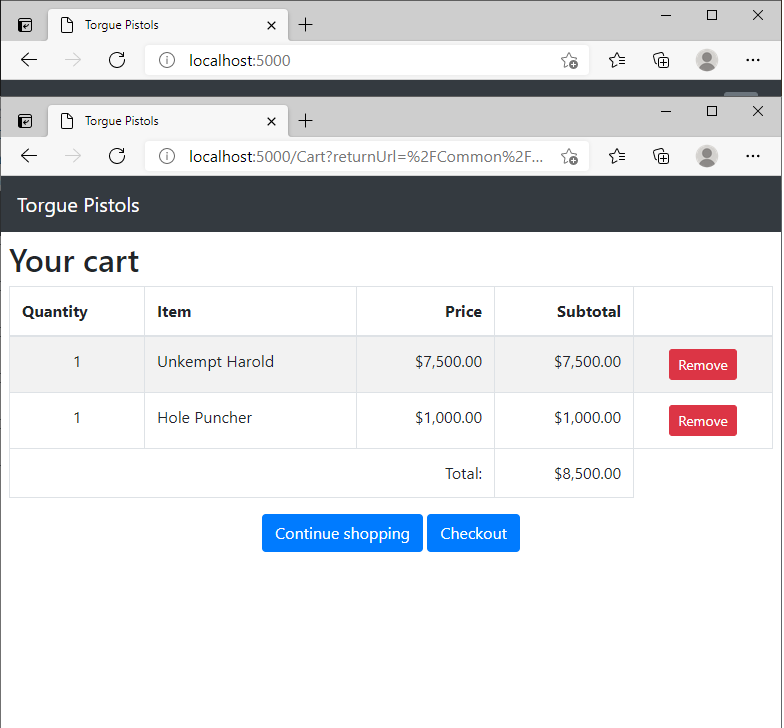 Torgue Pistols
localhost:5000
Torgue Pistols
localhost:5000/Cart?returnUrl=%2FCommon%2F...
Torgue Pistols
Your cart
Quantity Item Price Subtotal
1 Unkempt Harold $7,500.00 $7,500.00 Remove
1 Hole Puncher $1,000.00 $1,000.00 Remove
Total: $8,500.00
Continue shopping Checkout